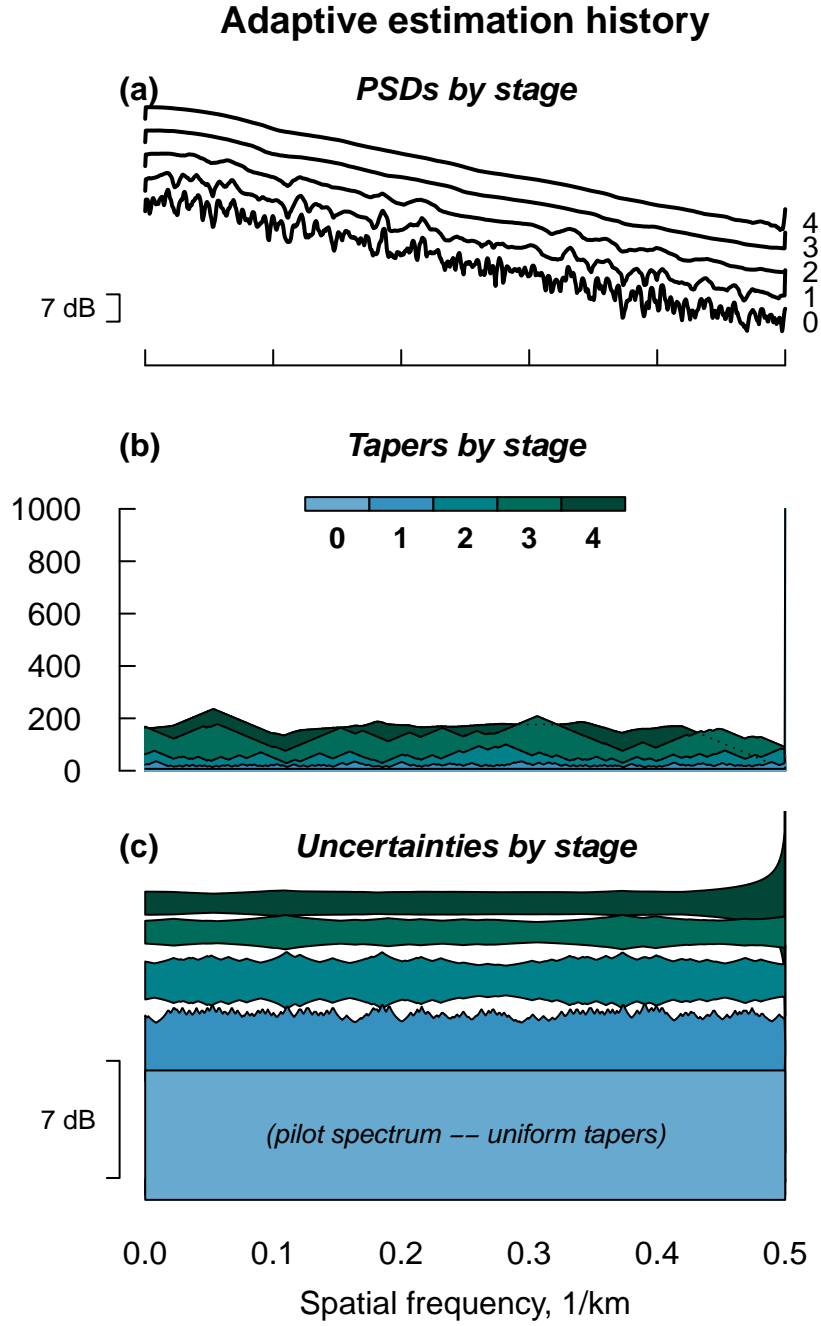 Adaptive estimation history
(a) PSDs by stage
4
3
2
1
0
7 dB
(b) Tapers by stage
1000
800
600
400
200
0
0 1 2 3 4
(c) Uncertainties by stage
7 dB
(pilot spectrum −− uniform tapers)
0.0 0.1 0.2 0.3 0.4 0.5
Spatial frequency, 1/km